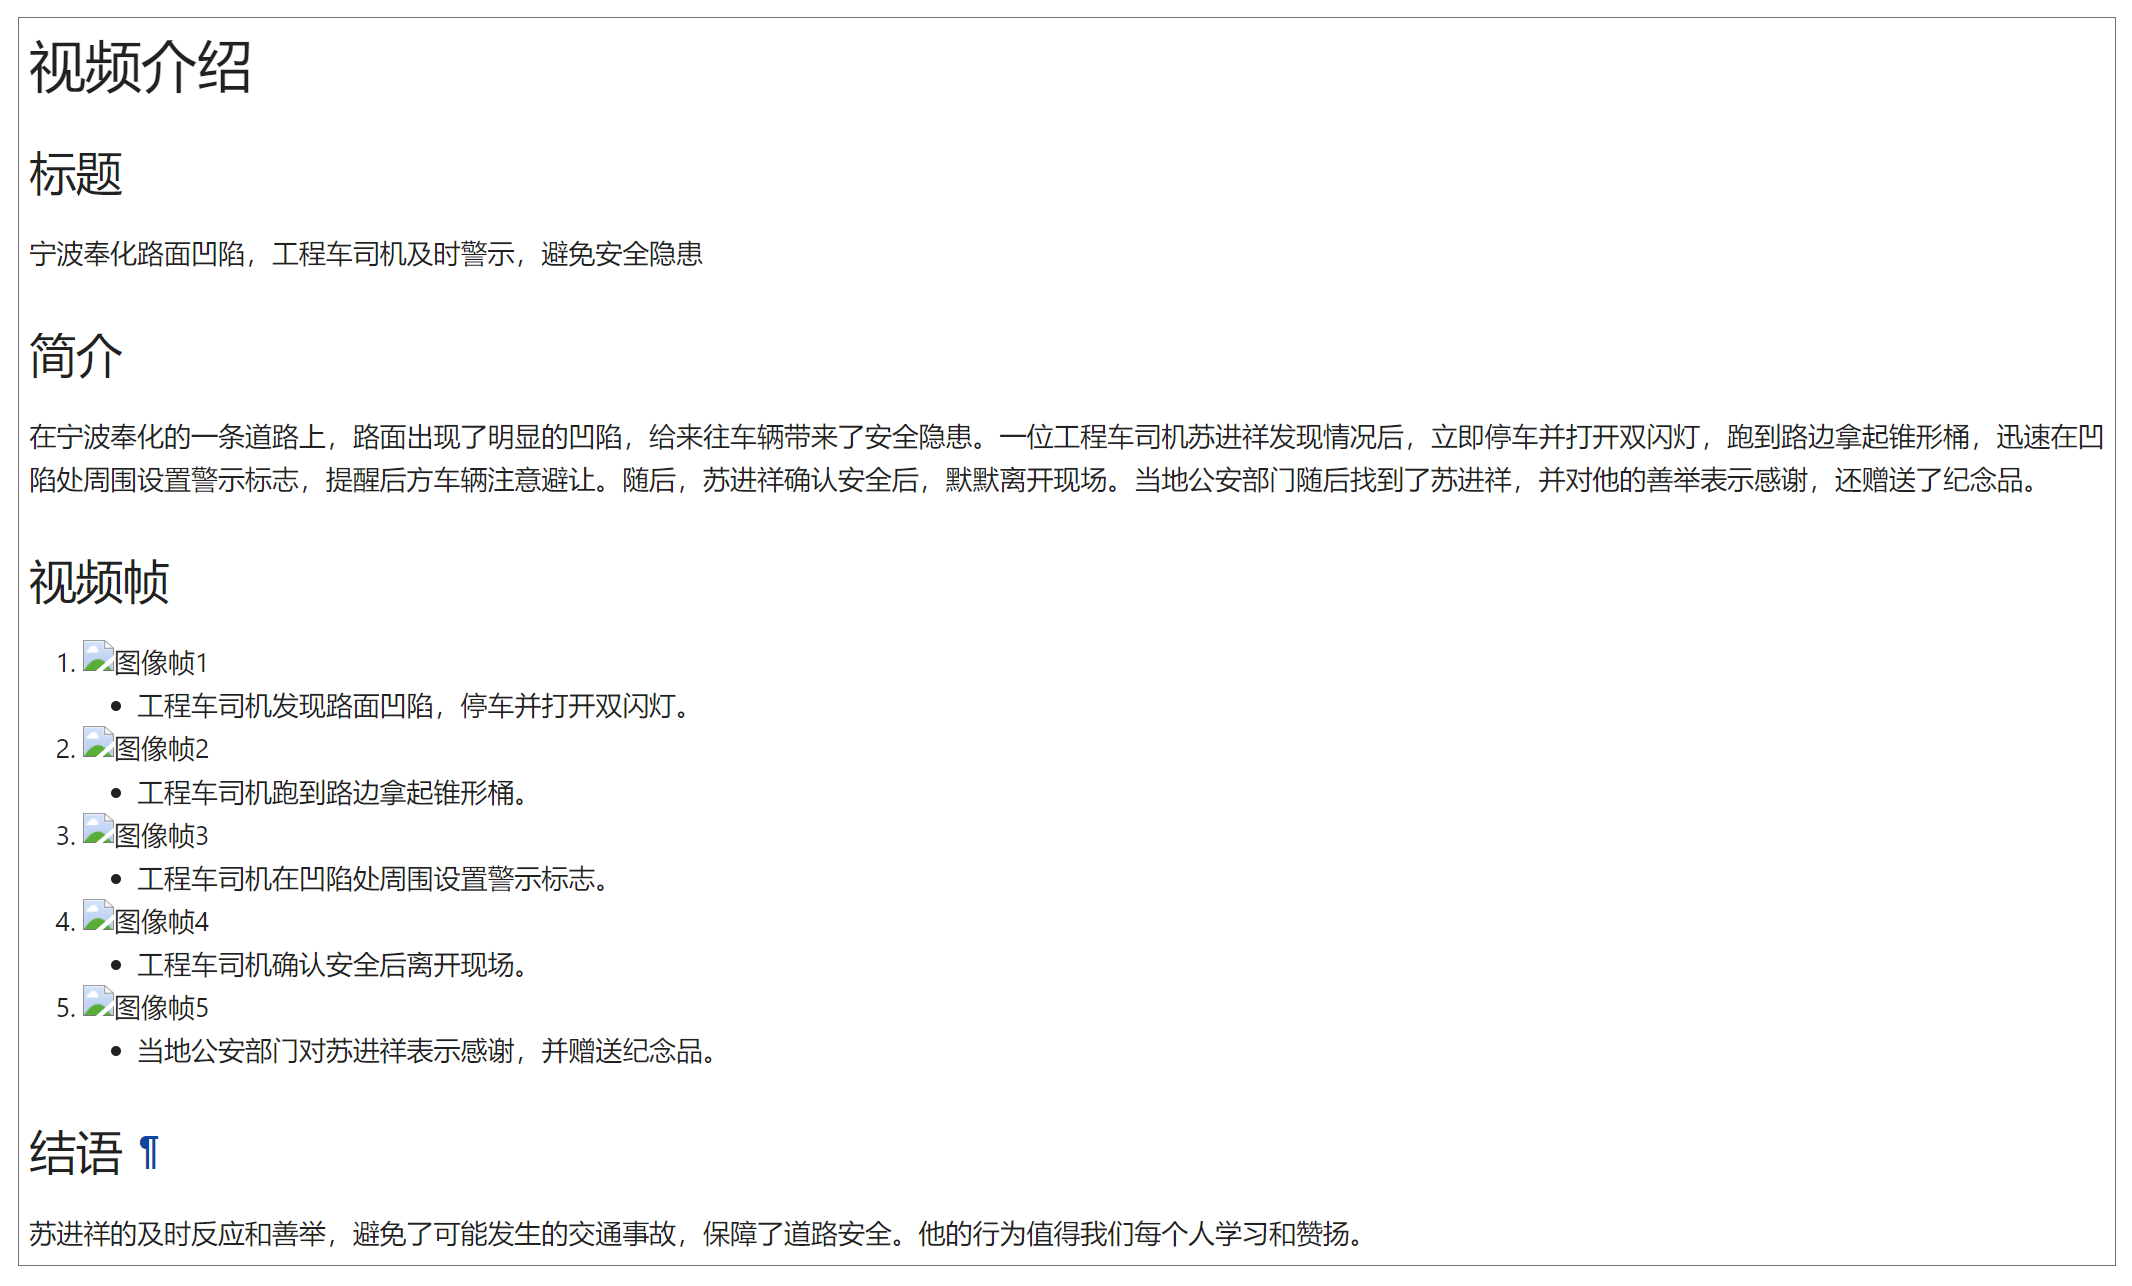 视频介绍
标题
宁波奉化路面凹陷，工程车司机及时警示，避免安全隐患
简介
在宁波奉化的一条道路上，路面出现了明显的凹陷，给来往车辆带来了安全隐患。一位工程车司机苏进祥发现情况后，立即停车并打开双闪灯，跑到路边拿起锥形桶，迅速在凹
陷处周围设置警示标志，提醒后方车辆注意避让。随后，苏进祥确认安全后，默默离开现场。当地公安部门随后找到了苏进祥，并对他的善举表示感谢，还赠送了纪念品。
视频帧
1. 图像帧1
• 工程车司机发现路面凹陷，停车并打开双闪灯。
2. 图像帧2
• 工程车司机跑到路边拿起锥形桶。
3. 图像帧3
• 工程车司机在凹陷处周围设置警示标志。
4. 图像帧4
• 工程车司机确认安全后离开现场。
5. 图像帧5
• 当地公安部门对苏进祥表示感谢，并赠送纪念品。
结语 ¶
苏进祥的及时反应和善举，避免了可能发生的交通事故，保障了道路安全。他的行为值得我们每个人学习和赞扬。